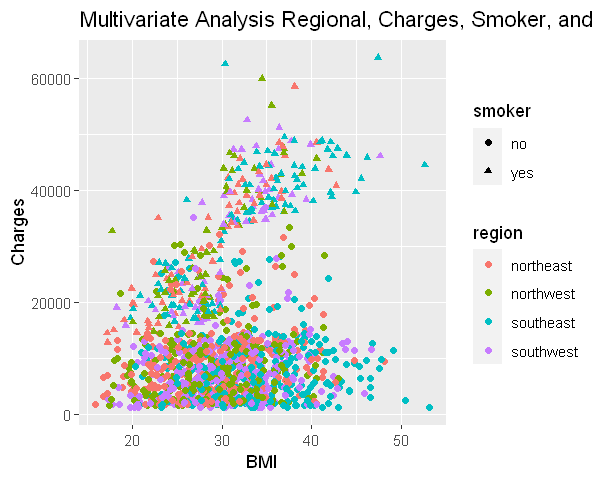 Multivariate Analysis Regional, Charges, Smoker, and
60000
40000
20000
0
Charges
20
30
40
50
BMI
smoker
no
yes
region
northeast
northwest
southeast
southwest